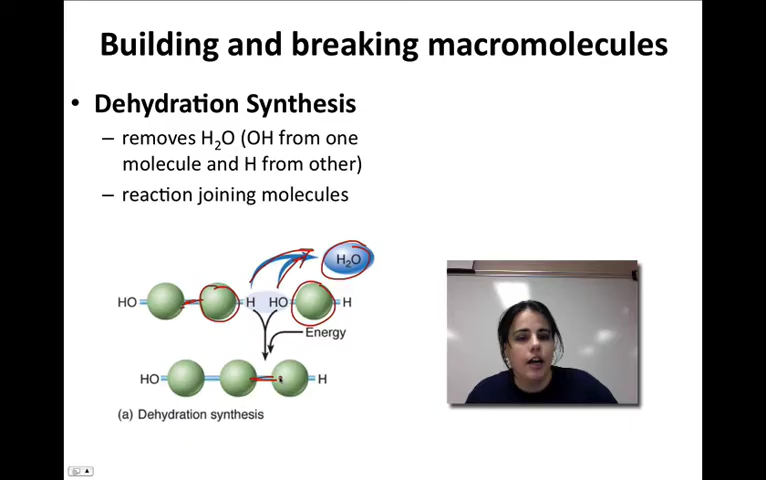 Building and breaking macromolecules
• Dehydration Synthesis
– removes H₂O (OH from one
molecule and H from other)
– reaction joining molecules
H₂O
HO H HO H
Energy
HO H
(a) Dehydration synthesis